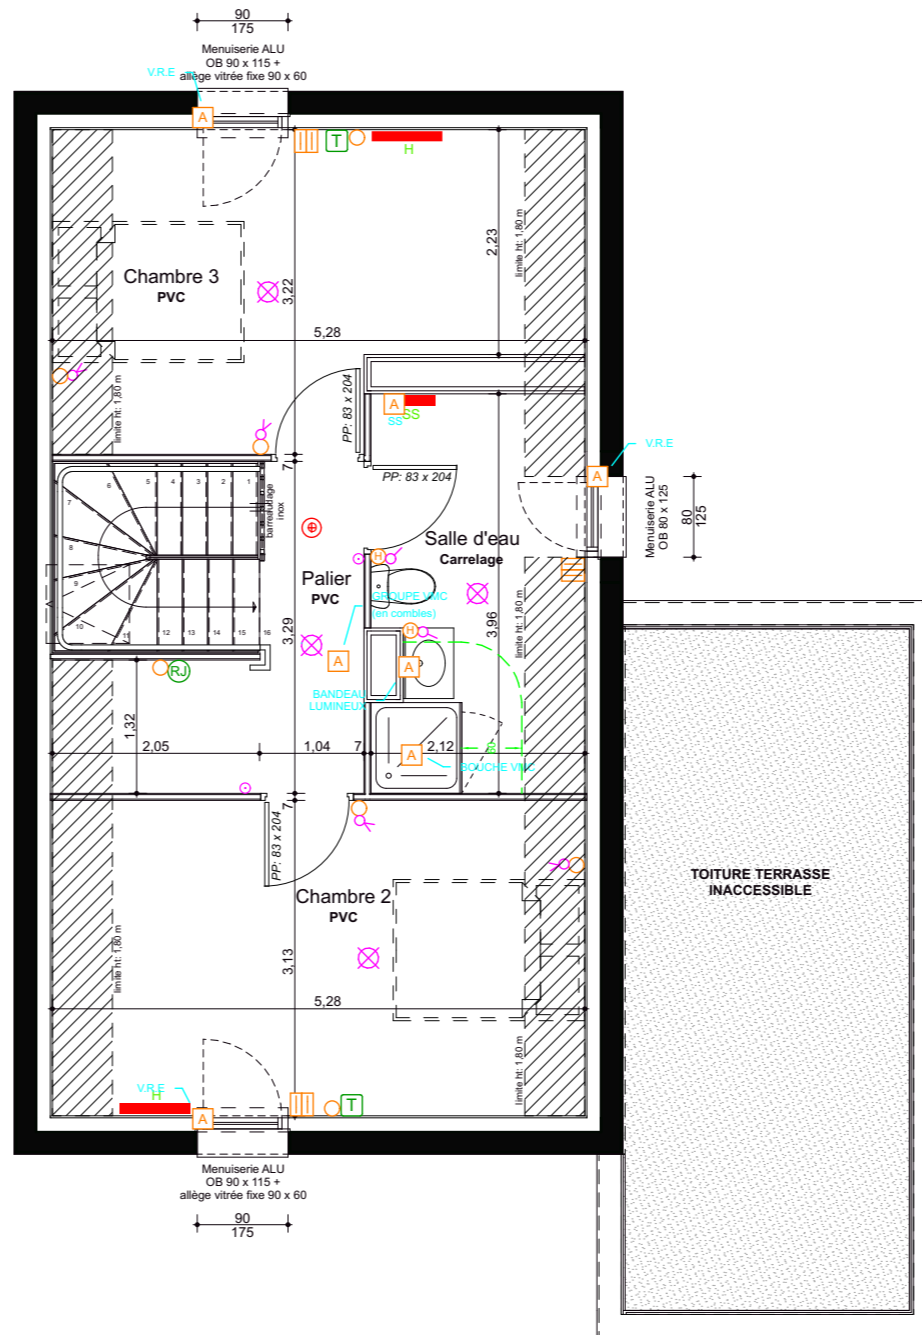 90
175
Menuiserie ALU
OB 90 x 115 +
allège vitrée fixe 90 x 60
V.R.E
A
T
H
limite ht: 1,80 m
2,23
Chambre 3
PVC
3,22
5,28
limite ht: 1,80 m
PP: 83 x 204
A
SS
SS
V.R.E
A
7
PP: 83 x 204
Menuiserie ALU
OB 80 x 125
80
125
1
2
3
4
5
6
7
8
9
10
11
12
13
14
15
16
barreaudage
inox
Salle d'eau
Carrelage
H
Palier
PVC
GROUPE VMC
(en combles)
3,29
3,96
limite ht: 1,80 m
H
A
A
RJ
BANDEAU
LUMINEUX
1,32
2,05
1,04
7
2,12
A
60
BOUCHE VMC
7
PP: 83 x 204
Chambre 2
PVC
TOITURE TERRASSE
INACCESSIBLE
limite ht: 1,80 m
3,13
5,28
limite ht: 1,80 m
V.R.E
H
A
T
Menuiserie ALU
OB 90 x 115 +
allège vitrée fixe 90 x 60
90
175